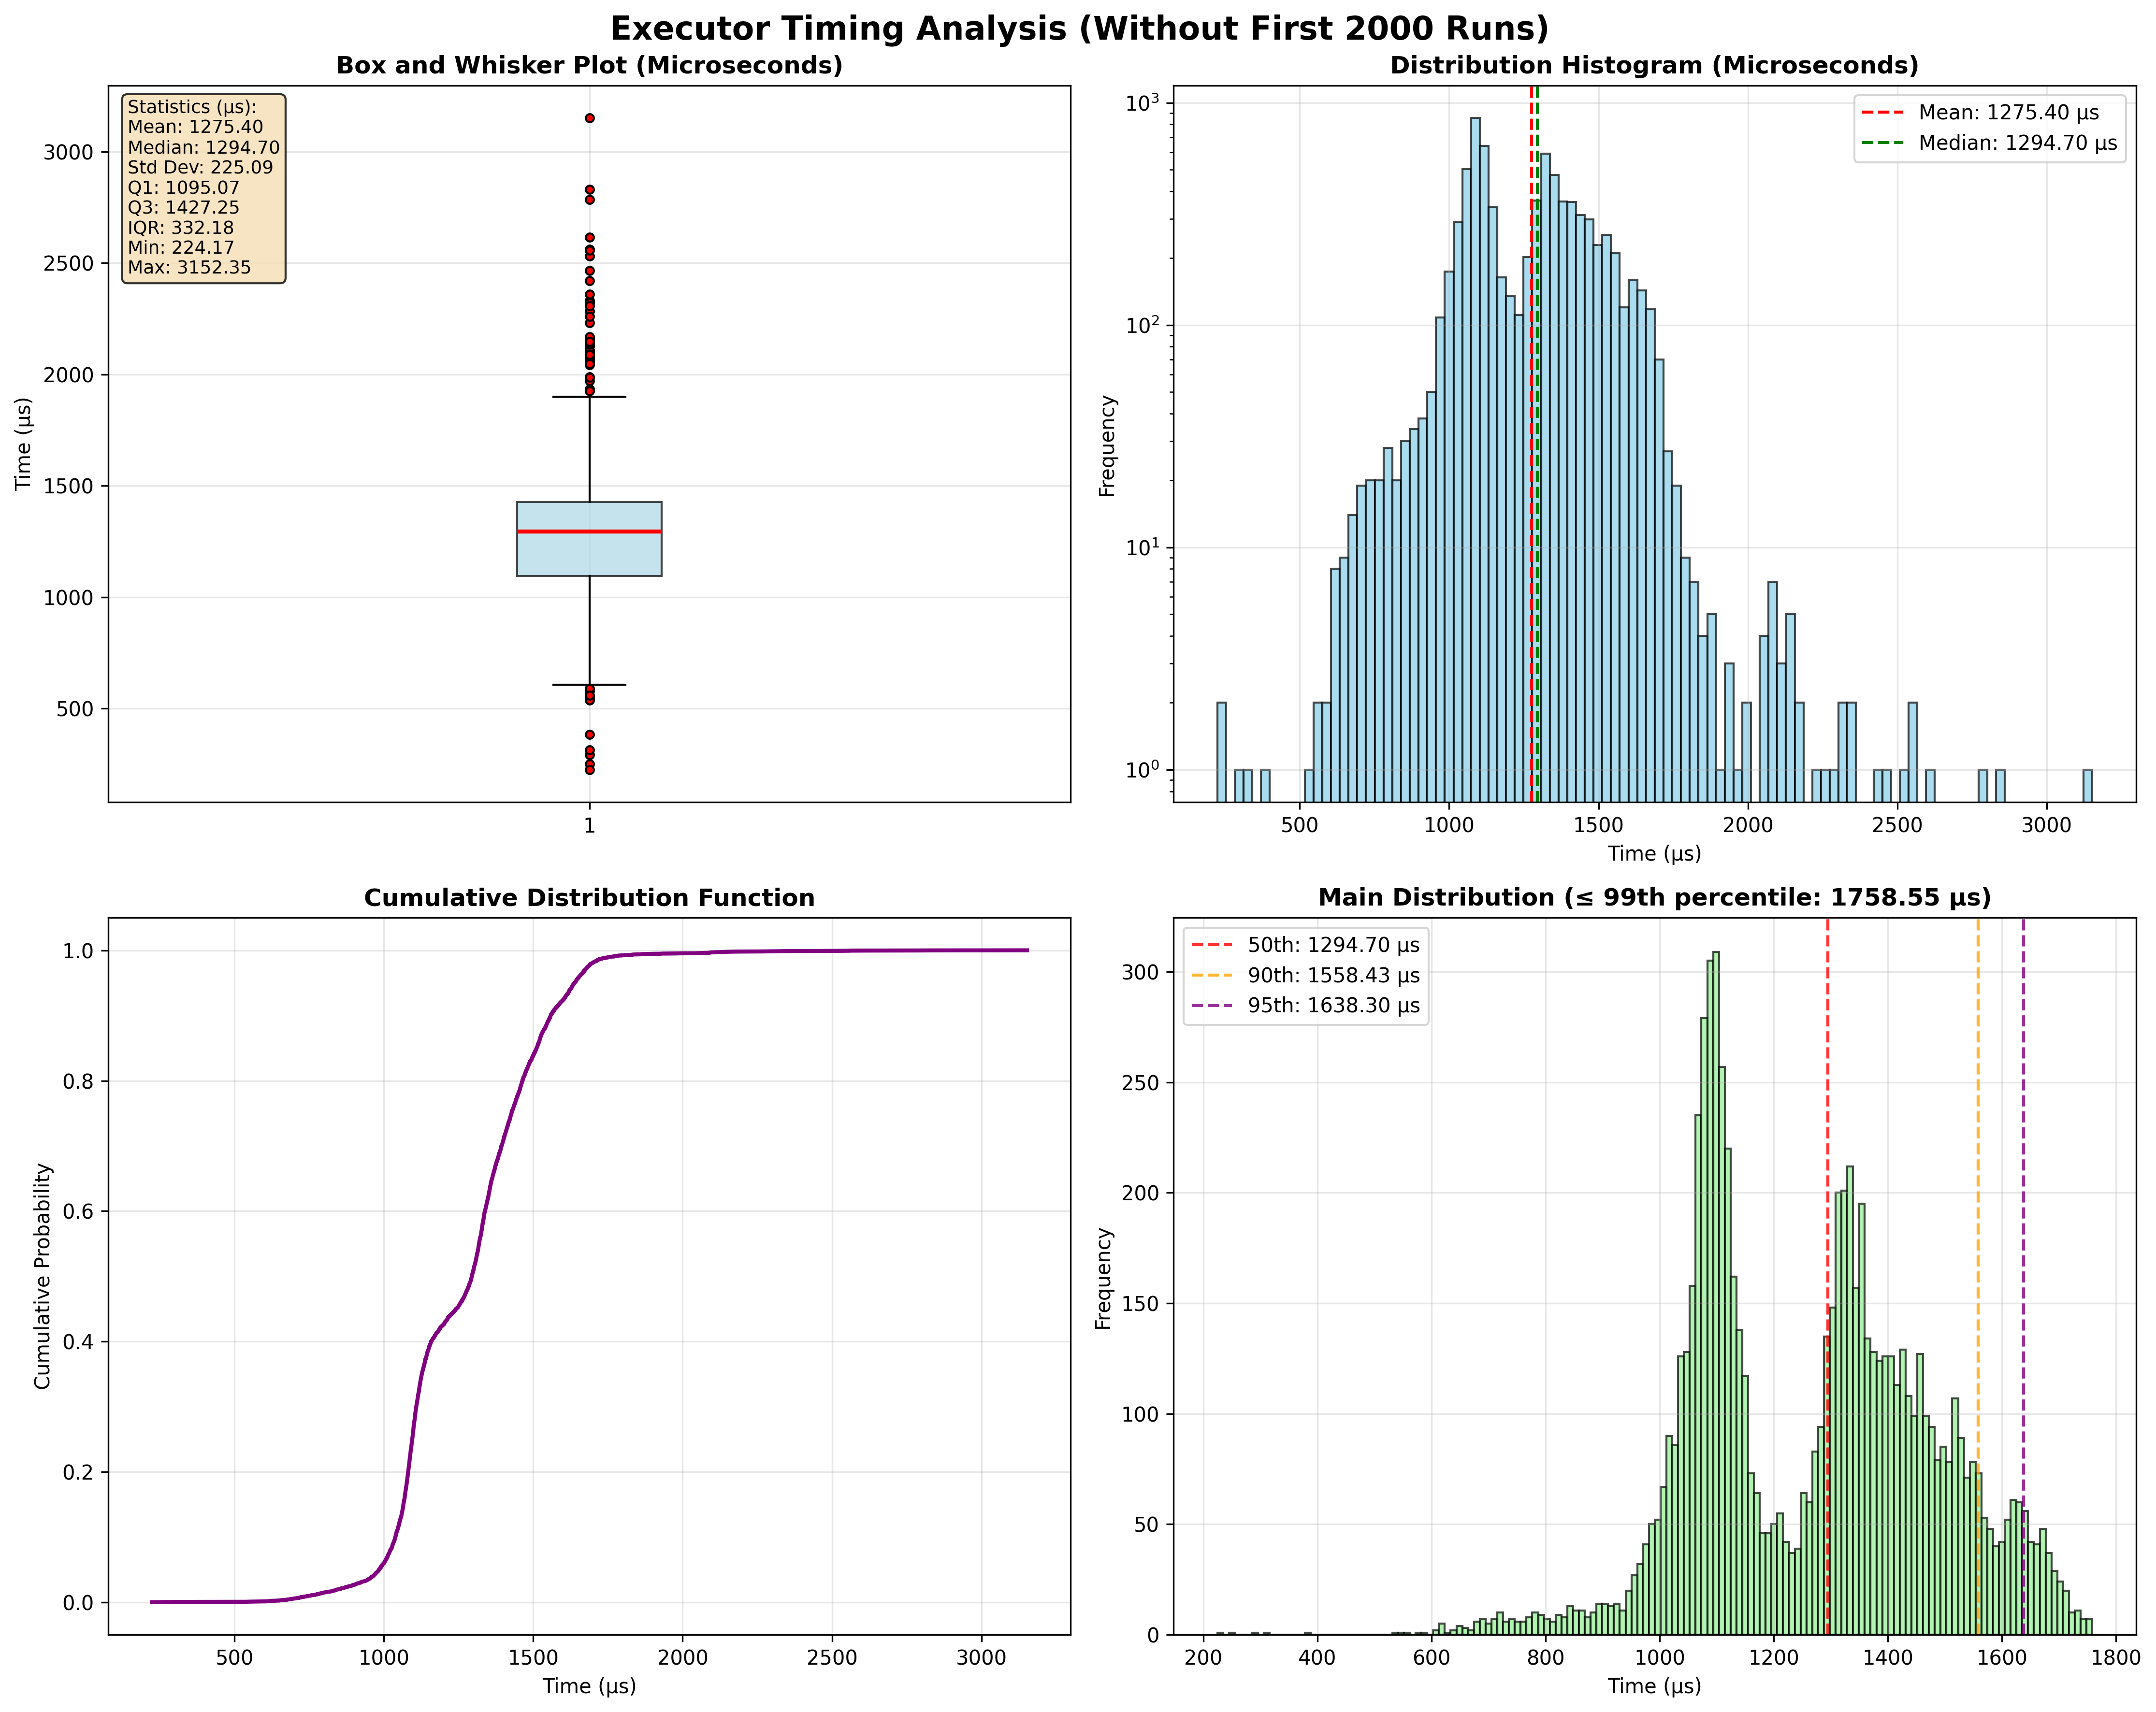 Executor Timing Analysis (Without First 2000 Runs)
Box and Whisker Plot (Microseconds)
Statistics (µs):
Mean: 1275.40
Median: 1294.70
Std Dev: 225.09
Q1: 1095.07
Q3: 1427.25
IQR: 332.18
Min: 224.17
Max: 3152.35
Time (µs)
3000
2500
2000
1500
1000
500
1
Distribution Histogram (Microseconds)
Mean: 1275.40 µs
Median: 1294.70 µs
Frequency
10³
10²
10¹
10⁰
500 1000 1500 2000 2500 3000
Time (µs)
Cumulative Distribution Function
Cumulative Probability
1.0
0.8
0.6
0.4
0.2
0.0
500 1000 1500 2000 2500 3000
Time (µs)
Main Distribution (≤ 99th percentile: 1758.55 µs)
50th: 1294.70 µs
90th: 1558.43 µs
95th: 1638.30 µs
Frequency
300
250
200
150
100
50
0
200 400 600 800 1000 1200 1400 1600 1800
Time (µs)